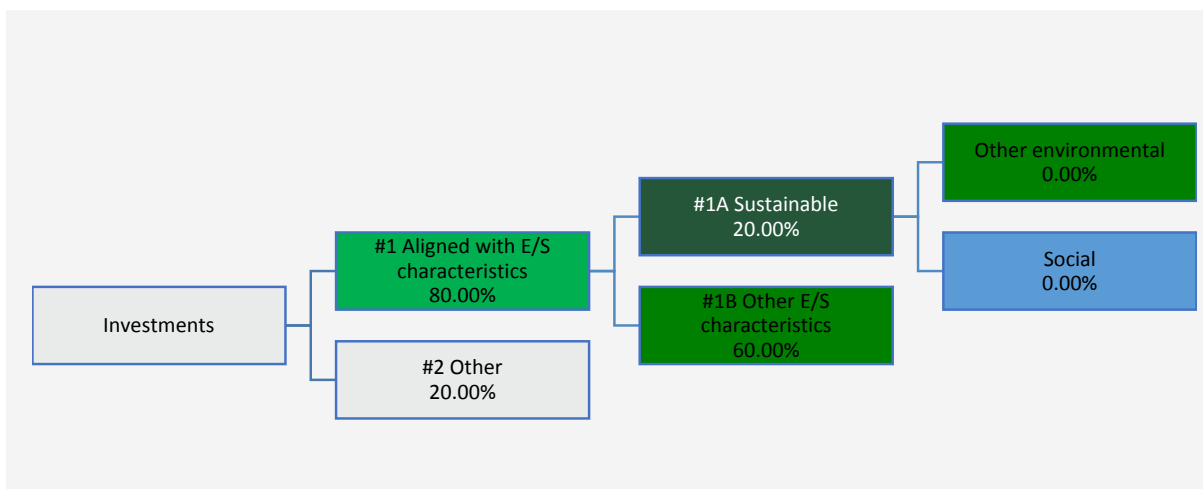 Investments
#1 Aligned with E/S
characteristics
80.00%
#2 Other
20.00%
#1A Sustainable
20.00%
#1B Other E/S
characteristics
60.00%
Other environmental
0.00%
Social
0.00%